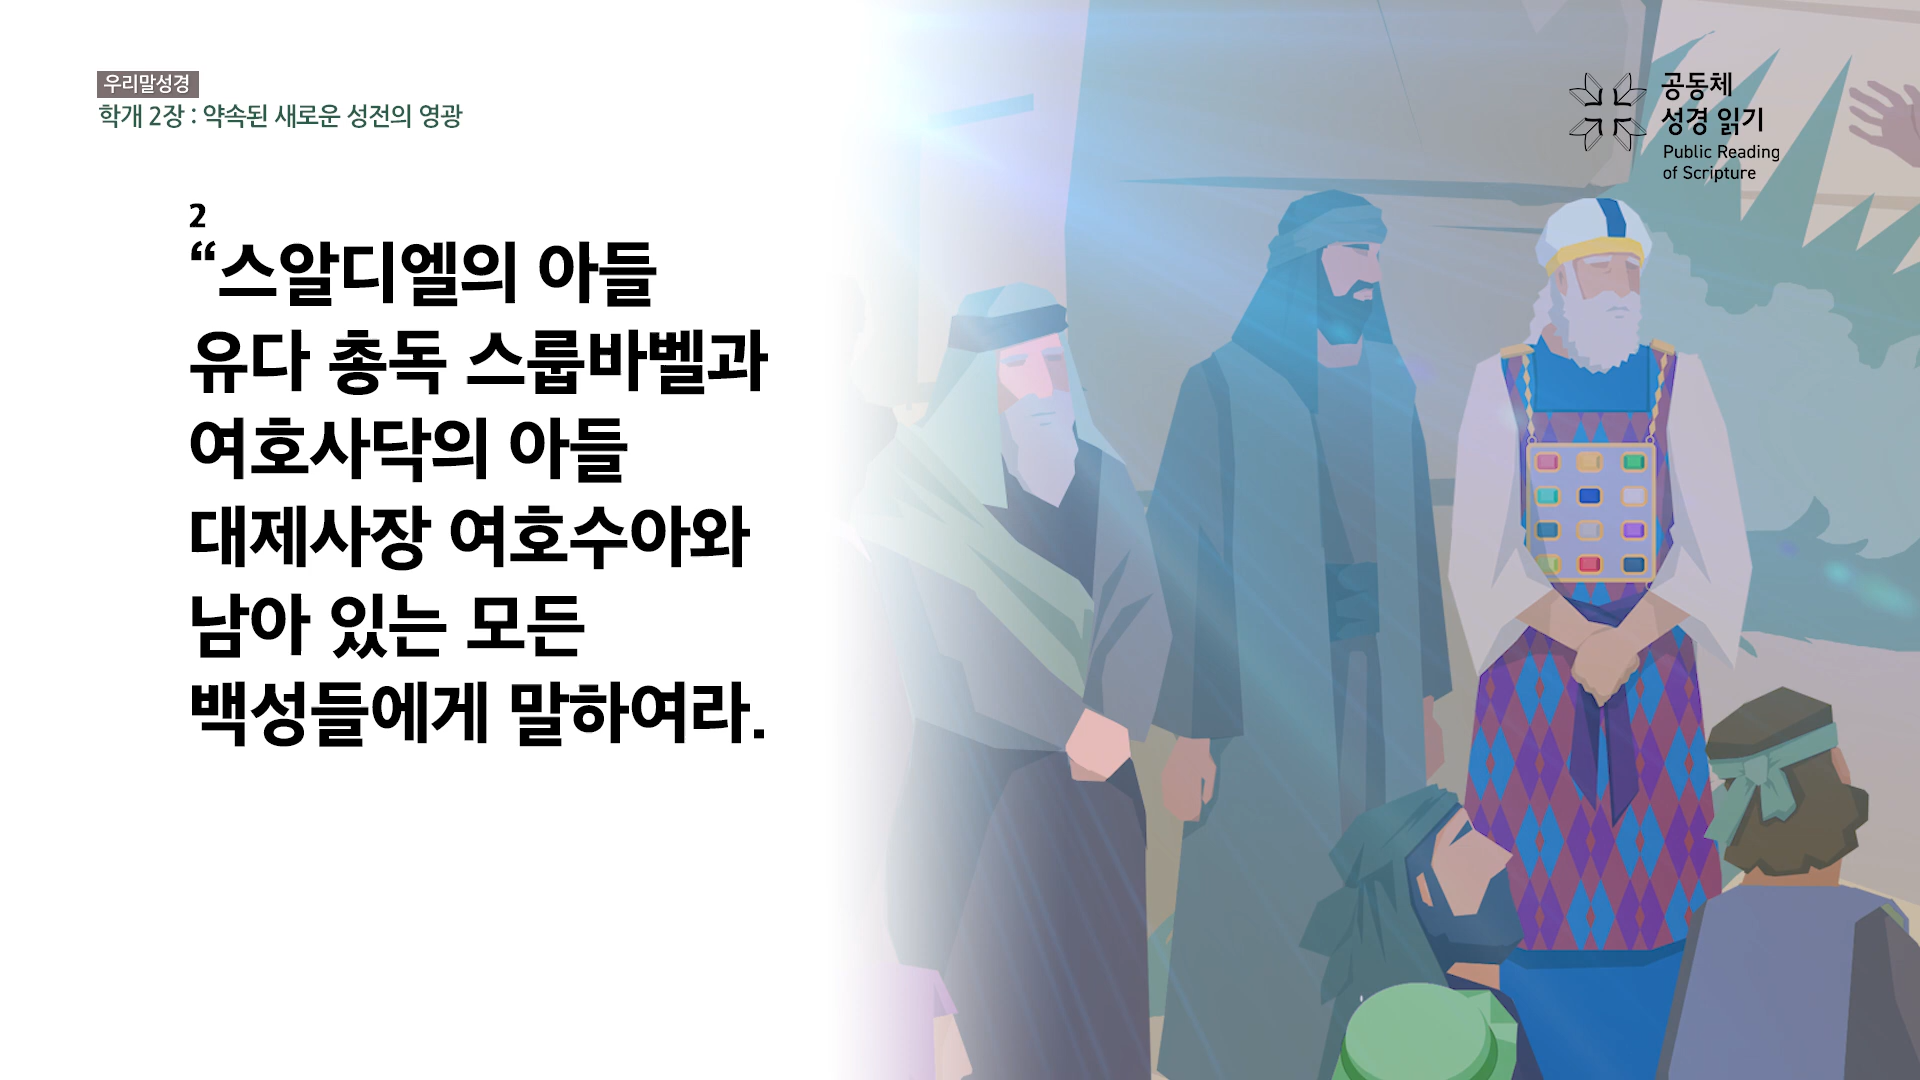 우리말성경
학개 2장 : 약속된 새로운 성전의 영광
공동체
성경 읽기
Public Reading
of Scripture
2
“스알디엘의 아들
유다 총독 스룹바벨과
여호사닥의 아들
대제사장 여호수아와
남아 있는 모든
백성들에게 말하여라.